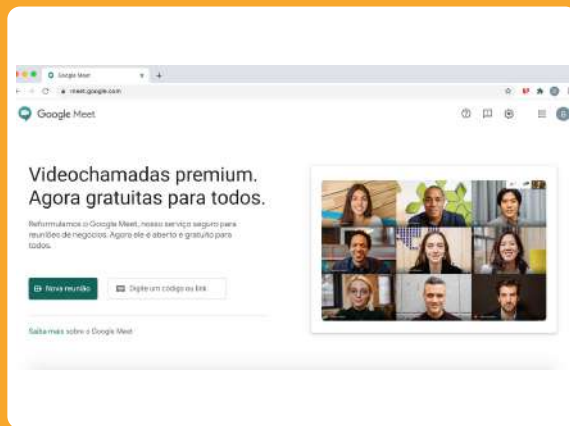 Google Meet
meet.google.com
Google Meet
Videochamadas premium.
Agora gratuitas para todos.
Reformulamos o Google Meet, nosso serviço seguro para
reuniões de negócios. Agora ele é aberto e gratuito para
todos.
Nova reunião
Digite um código ou link
Saiba mais sobre o Google Meet